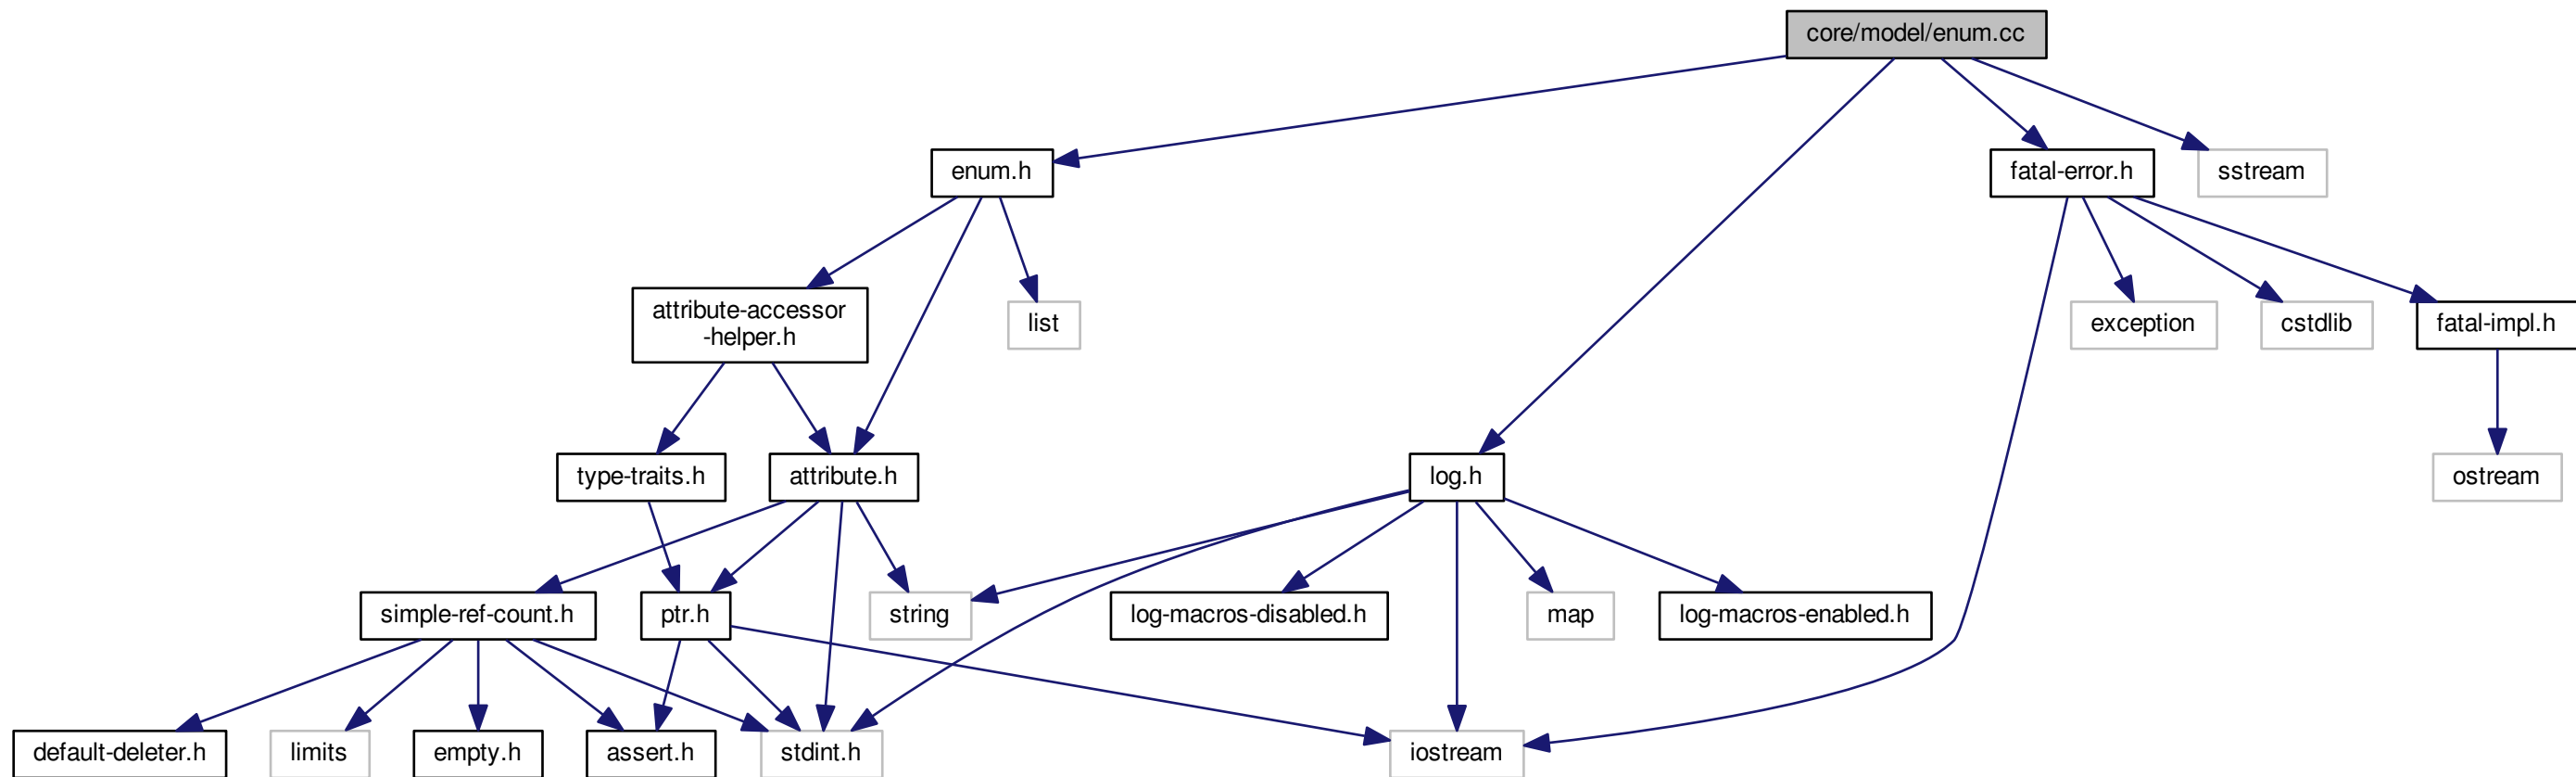 core/model/enum.cc
enum.h
fatal-error.h
sstream
attribute-accessor
-helper.h
list
exception
cstdlib
fatal-impl.h
type-traits.h
attribute.h
log.h
ostream
simple-ref-count.h
ptr.h
string
log-macros-disabled.h
map
log-macros-enabled.h
default-deleter.h
limits
empty.h
assert.h
stdint.h
iostream